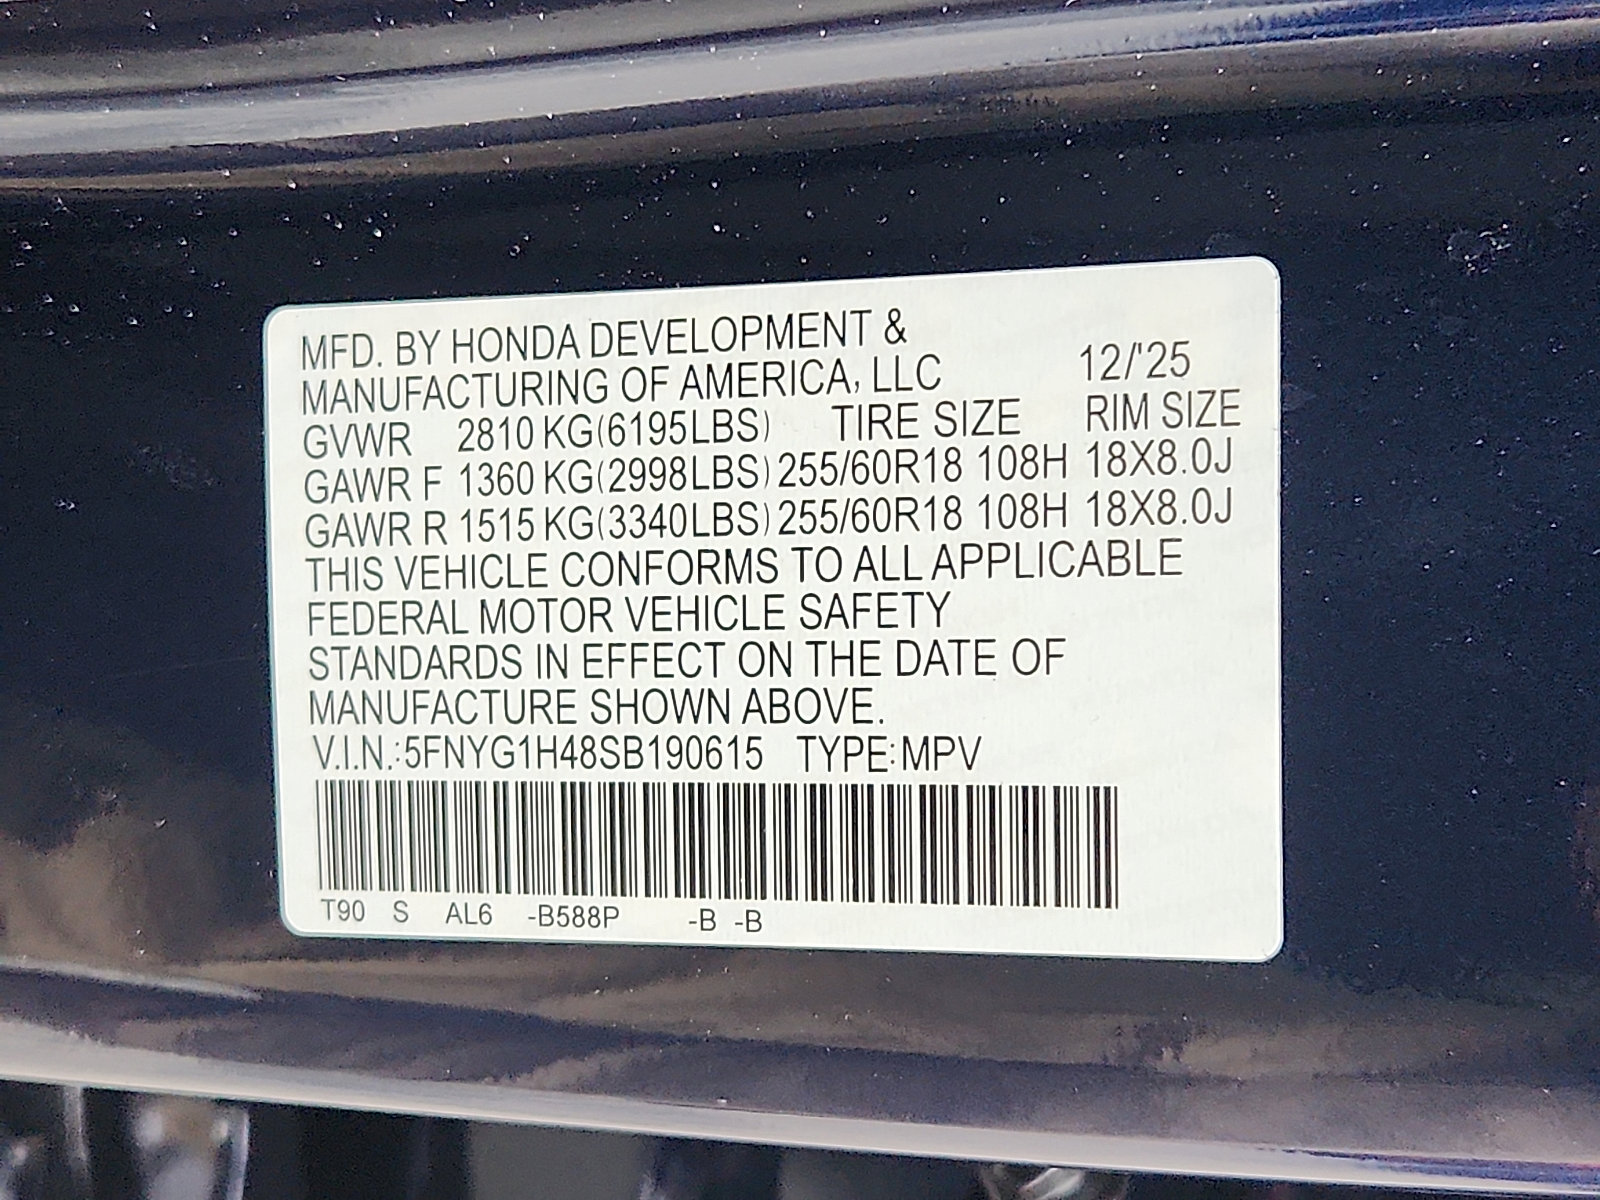 MFD. BY HONDA DEVELOPMENT &
MANUFACTURING OF AMERICA, LLC 12/'25
GVWR 2810 KG(6195LBS) TIRE SIZE RIM SIZE
GAWR F 1360 KG(2998LBS) 255/60R18 108H 18X8.0J
GAWR R 1515 KG(3340LBS) 255/60R18 108H 18X8.0J
THIS VEHICLE CONFORMS TO ALL APPLICABLE
FEDERAL MOTOR VEHICLE SAFETY
STANDARDS IN EFFECT ON THE DATE OF
MANUFACTURE SHOWN ABOVE.
V.I.N.:5FNYG1H48SB190615 TYPE:MPV
T90 S AL6 -B588P -B -B